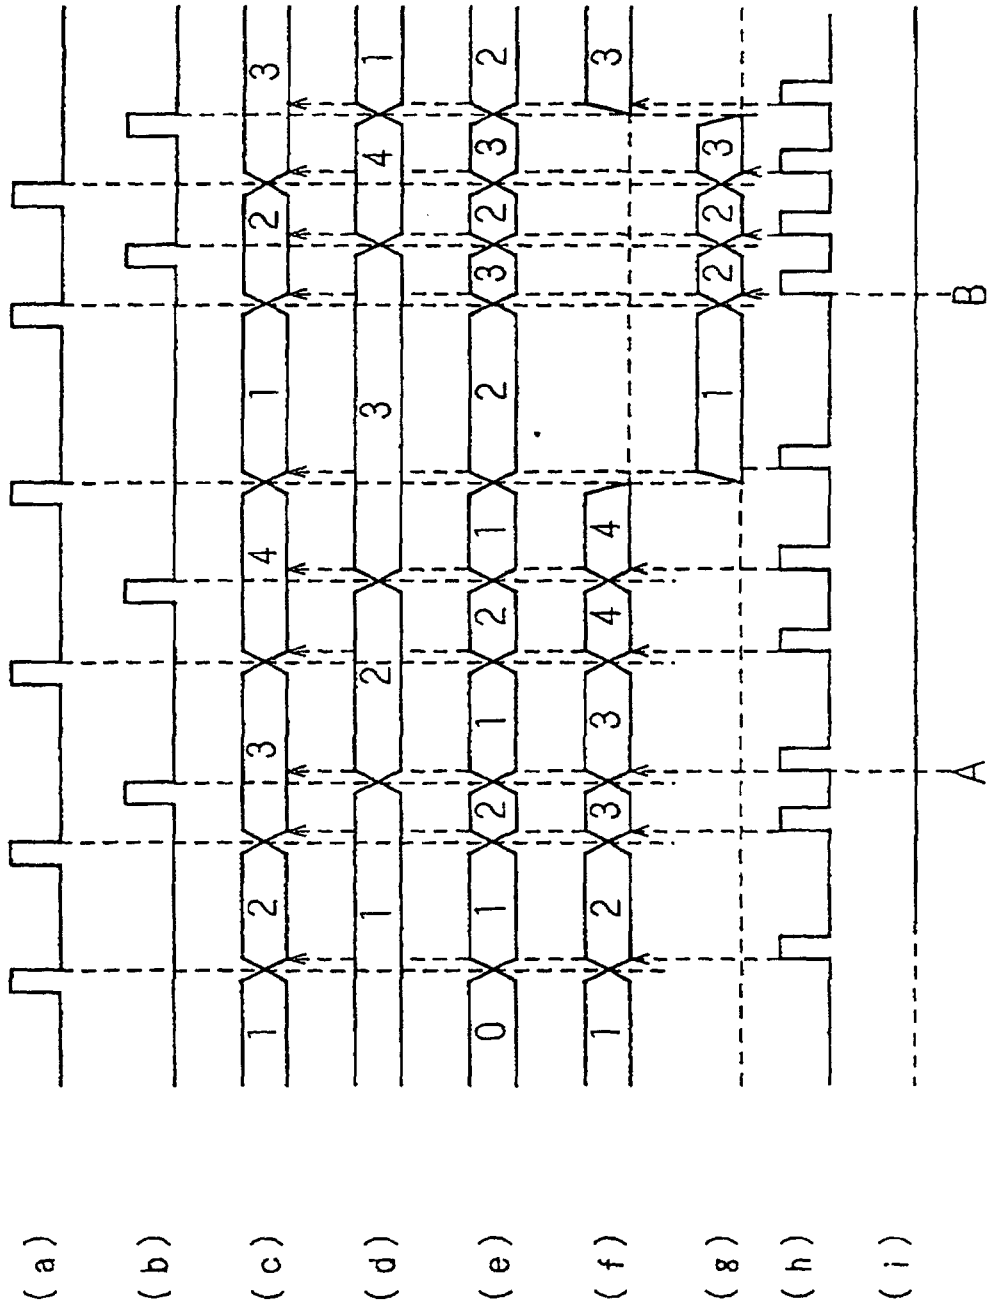 (a)
(b)
(c) 1 2 3 4 1 2 3
(d) 1 2 3 4 1
(e) 0 1 2 1 2 1 2 3 2 3 2
(f) 1 2 3 3 4 4 3
(g) 1 2 2 3
(h)
(i)
A B